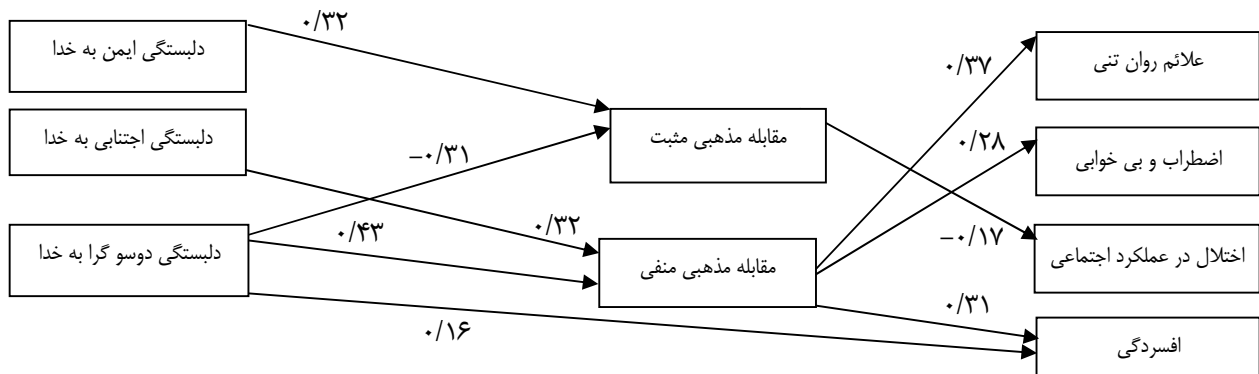 دلبستگی ایمن به خدا
دلبستگی اجتنابی به خدا
دلبستگی دوسو گرا به خدا
۰/۳۲
-۰/۳۱
۰/۴۳
۰/۳۲
۰/۱۶
مقابله مذهبی مثبت
مقابله مذهبی منفی
۰/۳۷
۰/۲۸
-۰/۱۷
۰/۳۱
علائم روان تنی
اضطراب و بی خوابی
اختلال در عملکرد اجتماعی
افسردگی